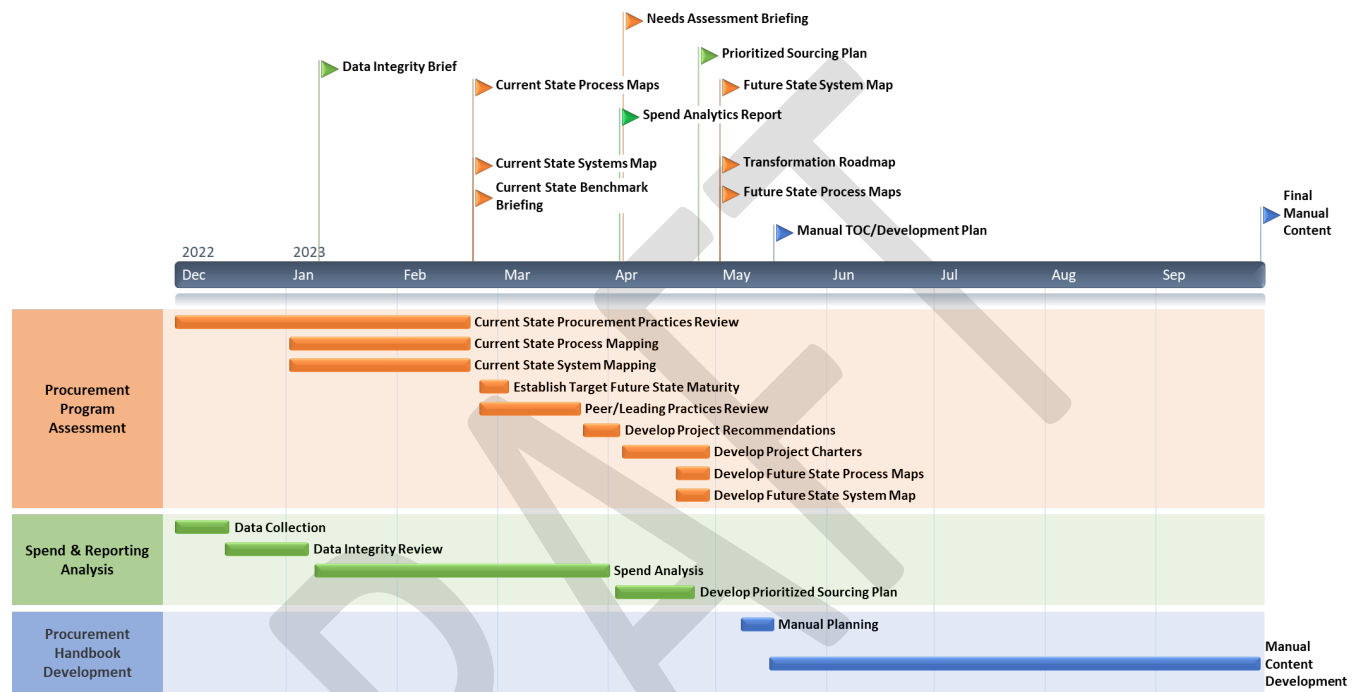 Needs Assessment Briefing
Prioritized Sourcing Plan
Data Integrity Brief
Current State Process Maps
Future State System Map
Spend Analytics Report
Current State Systems Map
Transformation Roadmap
Current State Benchmark
Briefing
Future State Process Maps
Final
Manual
Content
Manual TOC/Development Plan
2022
2023
Dec
Jan
Feb
Mar
Apr
May
Jun
Jul
Aug
Sep
Procurement
Program
Assessment
Current State Procurement Practices Review
Current State Process Mapping
Current State System Mapping
Establish Target Future State Maturity
Peer/Leading Practices Review
Develop Project Recommendations
Develop Project Charters
Develop Future State Process Maps
Develop Future State System Map
Spend & Reporting
Analysis
Data Collection
Data Integrity Review
Spend Analysis
Develop Prioritized Sourcing Plan
Procurement
Handbook
Development
Manual Planning
Manual
Content
Development
DRAFT